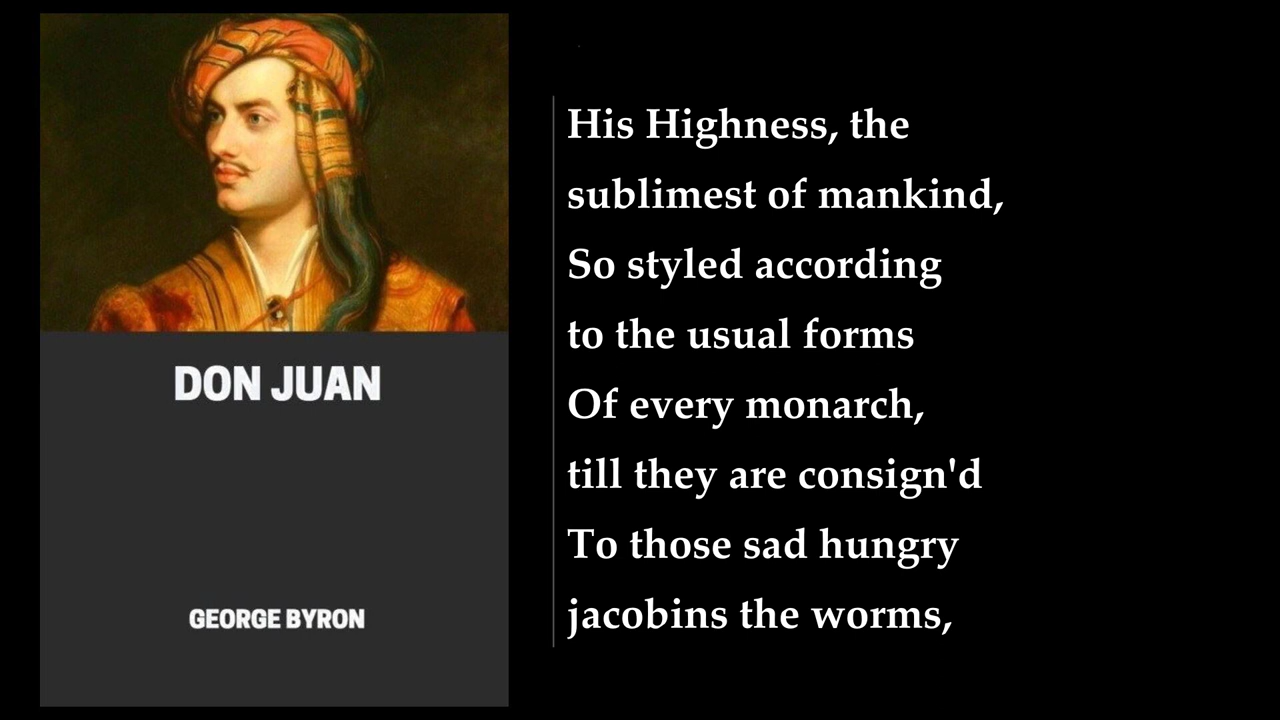 DON JUAN
GEORGE BYRON
His Highness, the
sublimest of mankind,
So styled according
to the usual forms
Of every monarch,
till they are consign'd
To those sad hungry
jacobins the worms,